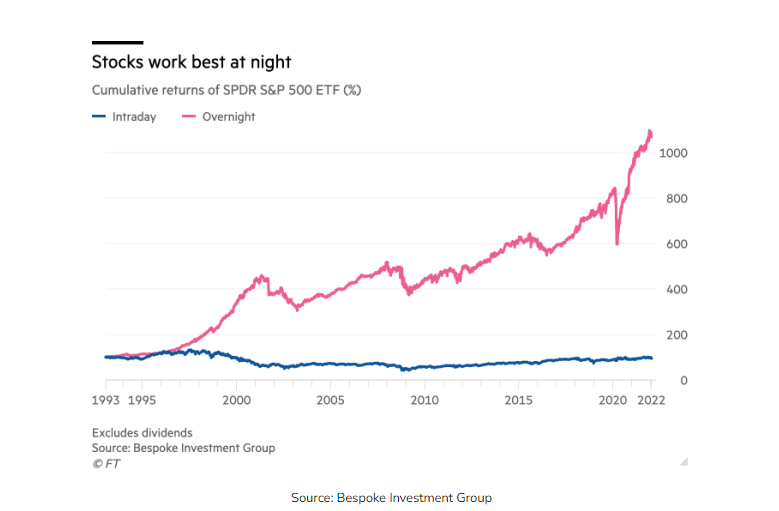 Stocks work best at night
Cumulative returns of SPDR S&P 500 ETF (%)
Intraday Overnight
1000
800
600
400
200
0
1993 1995 2000 2005 2010 2015 2020 2022
Excludes dividends
Source: Bespoke Investment Group
© FT
Source: Bespoke Investment Group